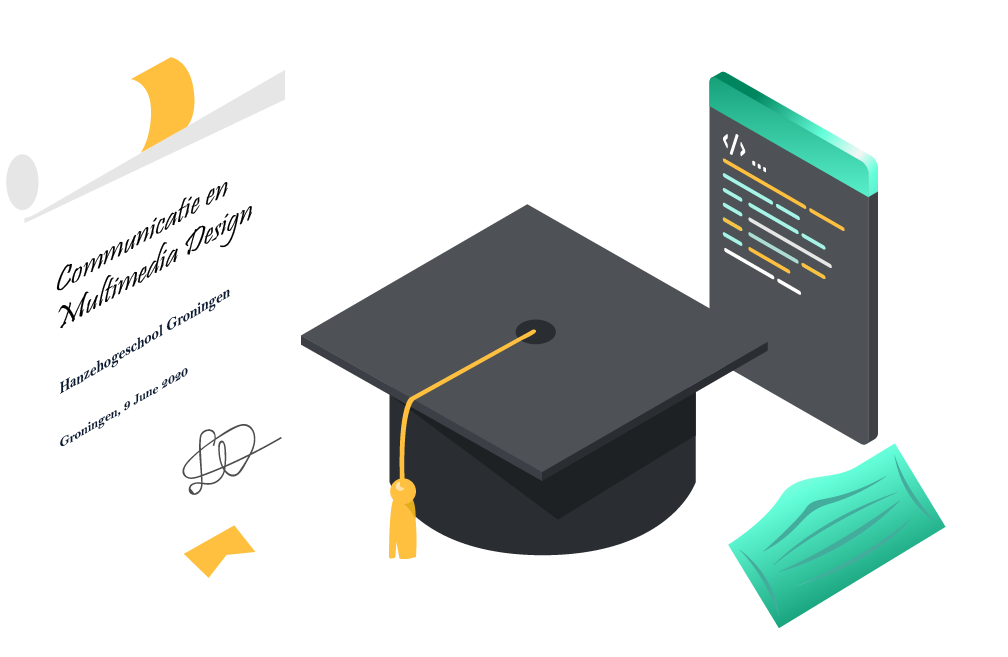 Communicatie en
Multimedia Design
Hanzehogeschool Groningen
Groningen, 9 June 2020
</> ...